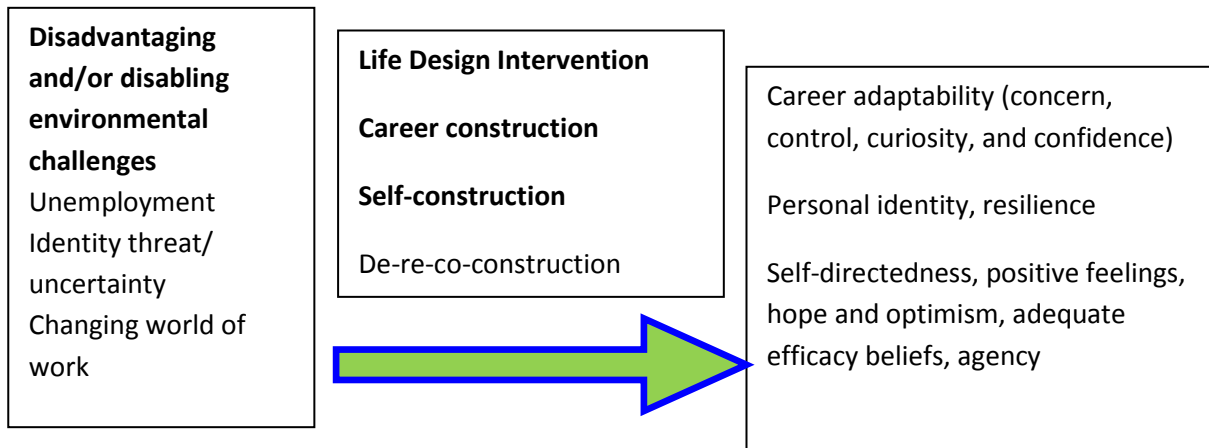 Disadvantaging
and/or disabling
environmental
challenges
Unemployment
Identity threat/
uncertainty
Changing world of
work
Life Design Intervention
Career construction
Self-construction
De-re-co-construction
Career adaptability (concern,
control, curiosity, and confidence)
Personal identity, resilience
Self-directedness, positive feelings,
hope and optimism, adequate
efficacy beliefs, agency